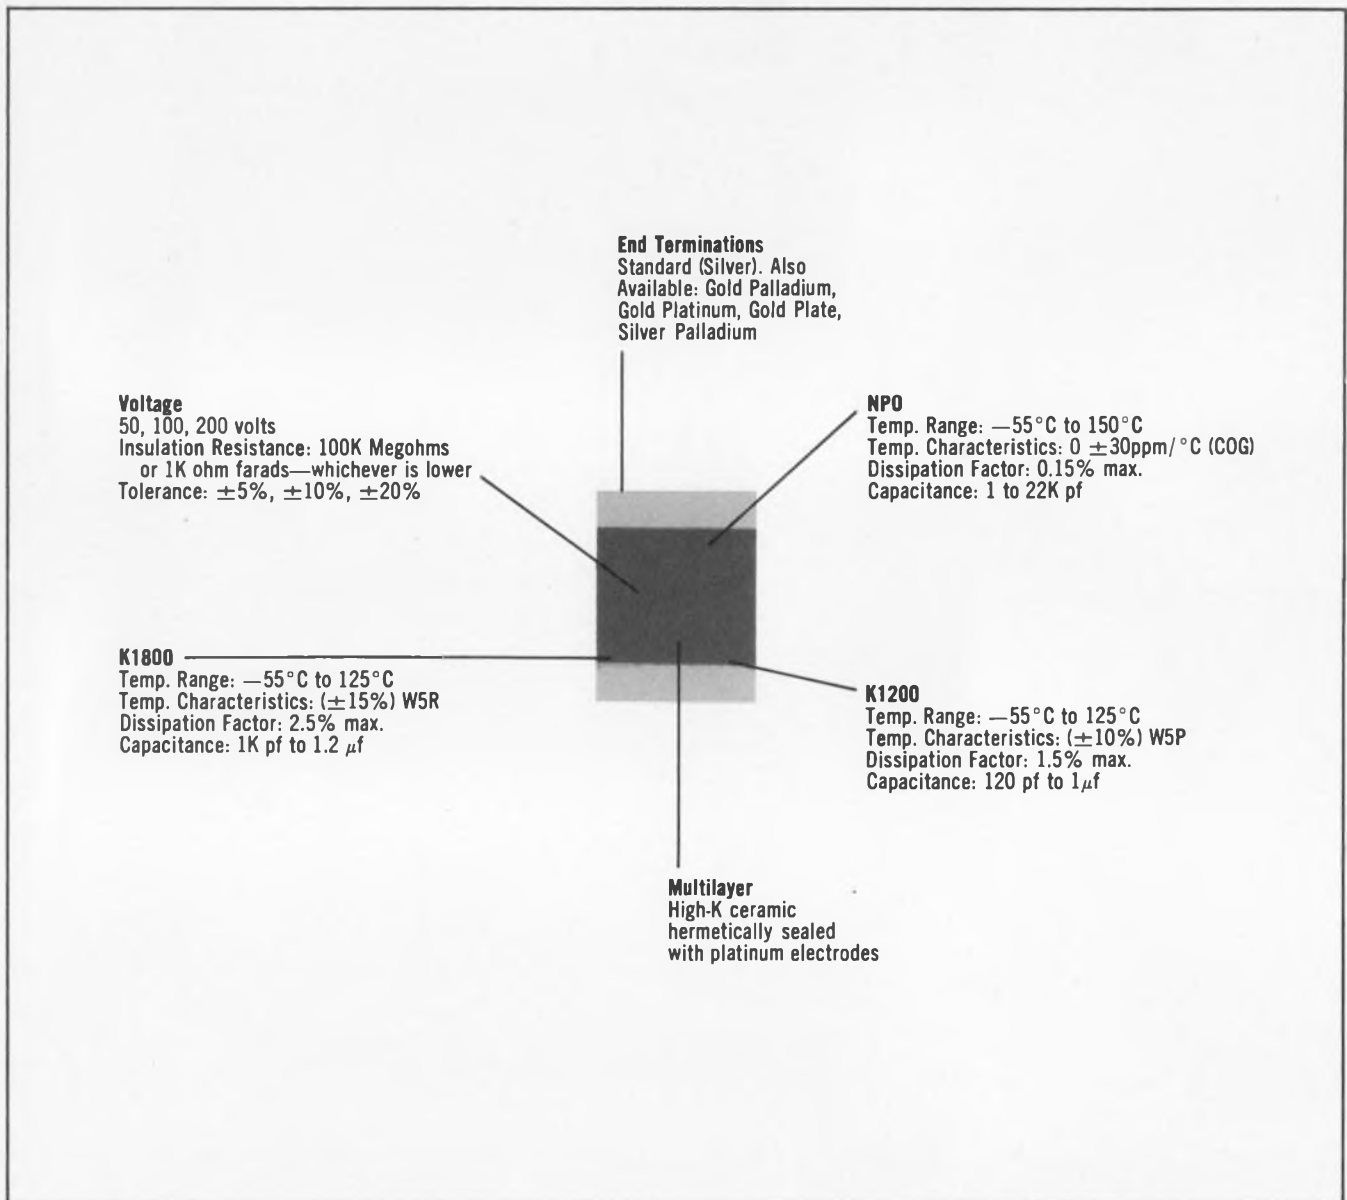 End Terminations
Standard (Silver). Also
Available: Gold Palladium,
Gold Platinum, Gold Plate,
Silver Palladium
Voltage
50, 100, 200 volts
Insulation Resistance: 100K Megohms
or 1K ohm farads—whichever is lower
Tolerance: ±5%, ±10%, ±20%
NPO
Temp. Range: —55°C to 150°C
Temp. Characteristics: 0 ±30ppm/°C (COG)
Dissipation Factor: 0.15% max.
Capacitance: 1 to 22K pf
K1800
Temp. Range: —55°C to 125°C
Temp. Characteristics: (±15%) W5R
Dissipation Factor: 2.5% max.
Capacitance: 1K pf to 1.2 μf
K1200
Temp. Range: —55°C to 125°C
Temp. Characteristics: (±10%) W5P
Dissipation Factor: 1.5% max.
Capacitance: 120 pf to 1μf
Multilayer
High-K ceramic
hermetically sealed
with platinum electrodes